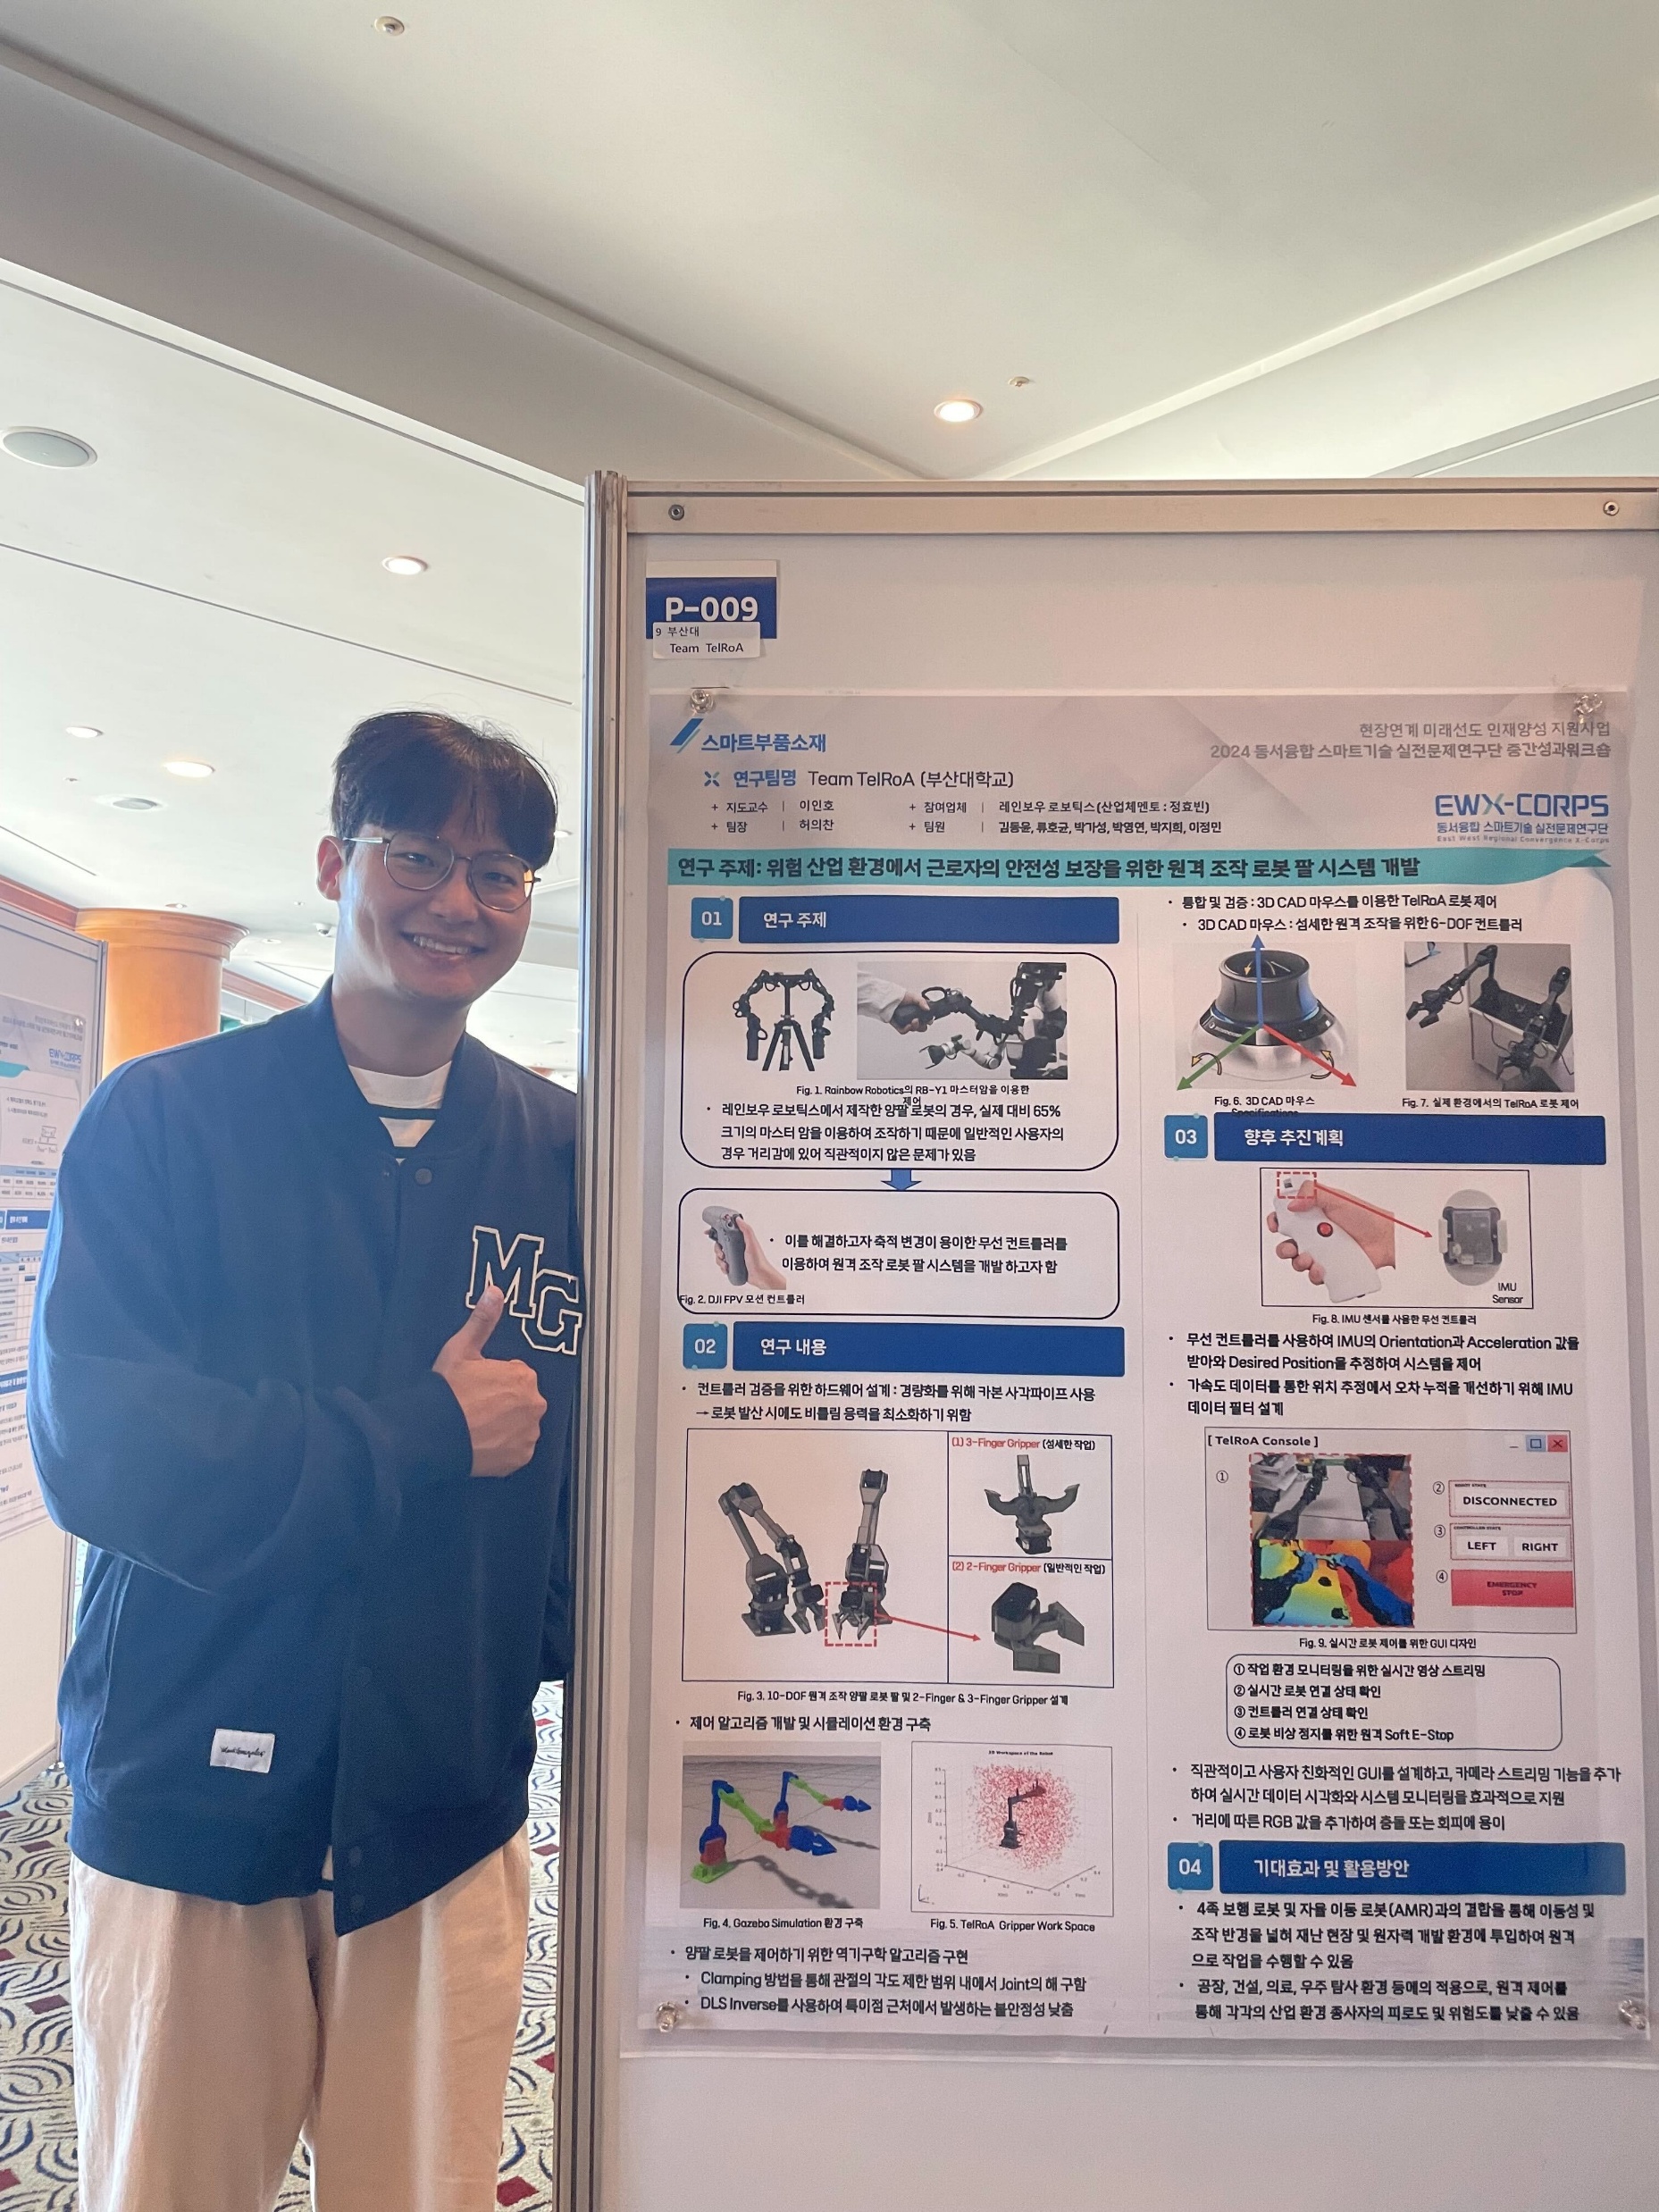 P-009
9 부산대
Team TelRoA
스마트부품소재
현장연계 미래선도 인재양성 지원사업
2024 동서융합 스마트기술 실전문제연구단 중간성과워크숍
연구팀명 Team TelRoA (부산대학교)
+ 지도교수 | 이인호 + 참여업체 | 레인보우 로보틱스(산업체멘토 : 정효빈)
+ 팀장 | 허의찬 + 팀원 | 김동윤, 류호균, 박가성, 박영연, 박지희, 이정민
EWX-CORPS
동서융합 스마트기술 실전문제연구단
East West Regional Convergence X-Corps
연구 주제: 위험 산업 환경에서 근로자의 안전성 보장을 위한 원격 조작 로봇 팔 시스템 개발
01 연구 주제
Fig. 1. Rainbow Robotics의 RB-Y1 마스터암을 이용한
제어
• 레인보우 로보틱스에서 제작한 양팔 로봇의 경우, 실제 대비 65%
크기의 마스터 암을 이용하여 조작하기 때문에 일반적인 사용자의
경우 거리감에 있어 직관적이지 않은 문제가 있음
• 이를 해결하고자 축적 변경이 용이한 무선 컨트롤러를
이용하여 원격 조작 로봇 팔 시스템을 개발 하고자 함
Fig. 2. DJI FPV 모션 컨트롤러
02 연구 내용
• 컨트롤러 검증을 위한 하드웨어 설계 : 경량화를 위해 카본 사각파이프 사용
→ 로봇 발산 시에도 비틀림 응력을 최소화하기 위함
(1) 3-Finger Gripper (섬세한 작업)
(2) 2-Finger Gripper (일반적인 작업)
Fig. 3. 10-DOF 원격 조작 양팔 로봇 팔 및 2-Finger & 3-Finger Gripper 설계
• 제어 알고리즘 개발 및 시뮬레이션 환경 구축
3D Workspace of the Robot
Fig. 4. Gazebo Simulation 환경 구축
Fig. 5. TelRoA Gripper Work Space
• 양팔 로봇을 제어하기 위한 역기구학 알고리즘 구현
• Clamping 방법을 통해 관절의 각도 제한 범위 내에서 Joint의 해 구함
• DLS Inverse를 사용하여 특이점 근처에서 발생하는 불안정성 낮춤
• 통합 및 검증 : 3D CAD 마우스를 이용한 TelRoA 로봇 제어
• 3D CAD 마우스 : 섬세한 원격 조작을 위한 6-DOF 컨트롤러
Fig. 6. 3D CAD 마우스
Specifications
Fig. 7. 실제 환경에서의 TelRoA 로봇 제어
03 향후 추진계획
IMU
Sensor
Fig. 8. IMU 센서를 사용한 무선 컨트롤러
• 무선 컨트롤러를 사용하여 IMU의 Orientation과 Acceleration 값을
받아와 Desired Position을 추정하여 시스템을 제어
• 가속도 데이터를 통한 위치 추정에서 오차 누적을 개선하기 위해 IMU
데이터 필터 설계
[ TelRoA Console ]
①
② DISCONNECTED
③ LEFT RIGHT
④ EMERGENCY
STOP
Fig. 9. 실시간 로봇 제어를 위한 GUI 디자인
① 작업 환경 모니터링을 위한 실시간 영상 스트리밍
② 실시간 로봇 연결 상태 확인
③ 컨트롤러 연결 상태 확인
④ 로봇 비상 정지를 위한 원격 Soft E-Stop
• 직관적이고 사용자 친화적인 GUI를 설계하고, 카메라 스트리밍 기능을 추가
하여 실시간 데이터 시각화와 시스템 모니터링을 효과적으로 지원
• 거리에 따른 RGB 값을 추가하여 충돌 또는 회피에 용이
04 기대효과 및 활용방안
• 4족 보행 로봇 및 자율 이동 로봇(AMR)과의 결합을 통해 이동성 및
조작 반경을 넓혀 재난 현장 및 원자력 개발 환경에 투입하여 원격
으로 작업을 수행할 수 있음
• 공장, 건설, 의료, 우주 탐사 환경 등에의 적용으로, 원격 제어를
통해 각각의 산업 환경 종사자의 피로도 및 위험도를 낮출 수 있음
MG
EWX-CORPS